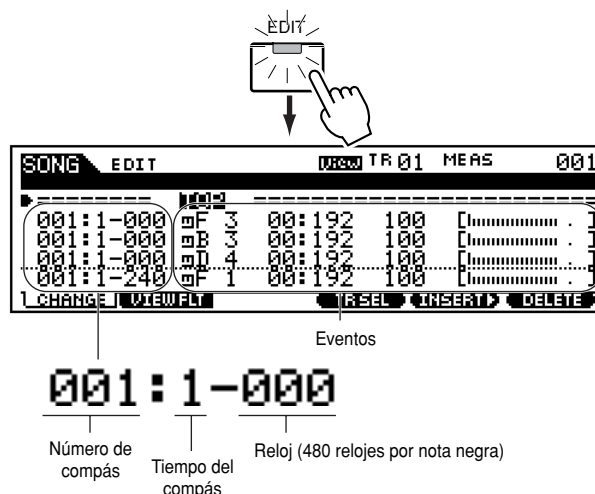 EDIT
SONG EDIT View TR 01 MEAS 001
001:1-000 F 3 00:192 100
001:1-000 B 3 00:192 100
001:1-000 D 4 00:192 100
001:1-240 F 1 00:192 100
CHANGE VIEWFLT TRSEL INSERT DELETE
Eventos
001:1-000
Número de
compás
Tiempo del
compás
Reloj (480 relojes por nota negra)